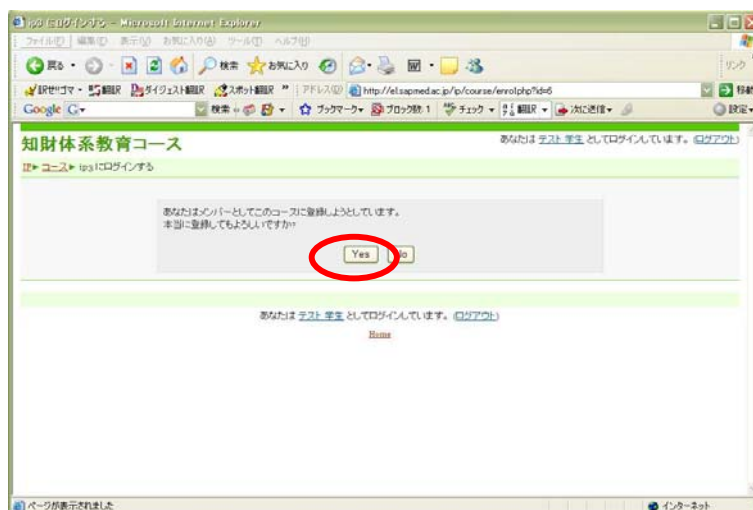 ip3 にログインする - Microsoft Internet Explorer
ファイル(F) 編集(E) 表示(V) お気に入り(A) ツール(T) ヘルプ(H)
戻る 検索 お気に入り リンク
訳せ!!ゴマ 翻訳 ダイジェスト翻訳 スポット翻訳 » アドレス(D) http://el.sapmed.ac.jp/ip/course/enrol.php?id=6 移動
Google G 検索 ブックマーク ブロック数: 1 チェック 翻訳 次に送信 設定
知財体系教育コース あなたは テスト 学生 としてログインしています。 (ログアウト)
IP ► コース ► ip3 にログインする
あなたはメンバーとしてこのコースに登録しようとしています。
本当に登録してもよろしいですか?
Yes No
あなたは テスト 学生 としてログインしています。 (ログアウト)
Home
ページが表示されました インターネット